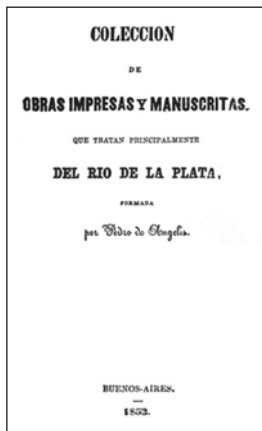 COLECCION
DE
OBRAS IMPRESAS Y MANUSCRITAS,
QUE TRATAN PRINCIPALMENTE
DEL RIO DE LA PLATA,
FORMADA
por Pedro de Angelis.
BUENOS-AIRES.
1853.